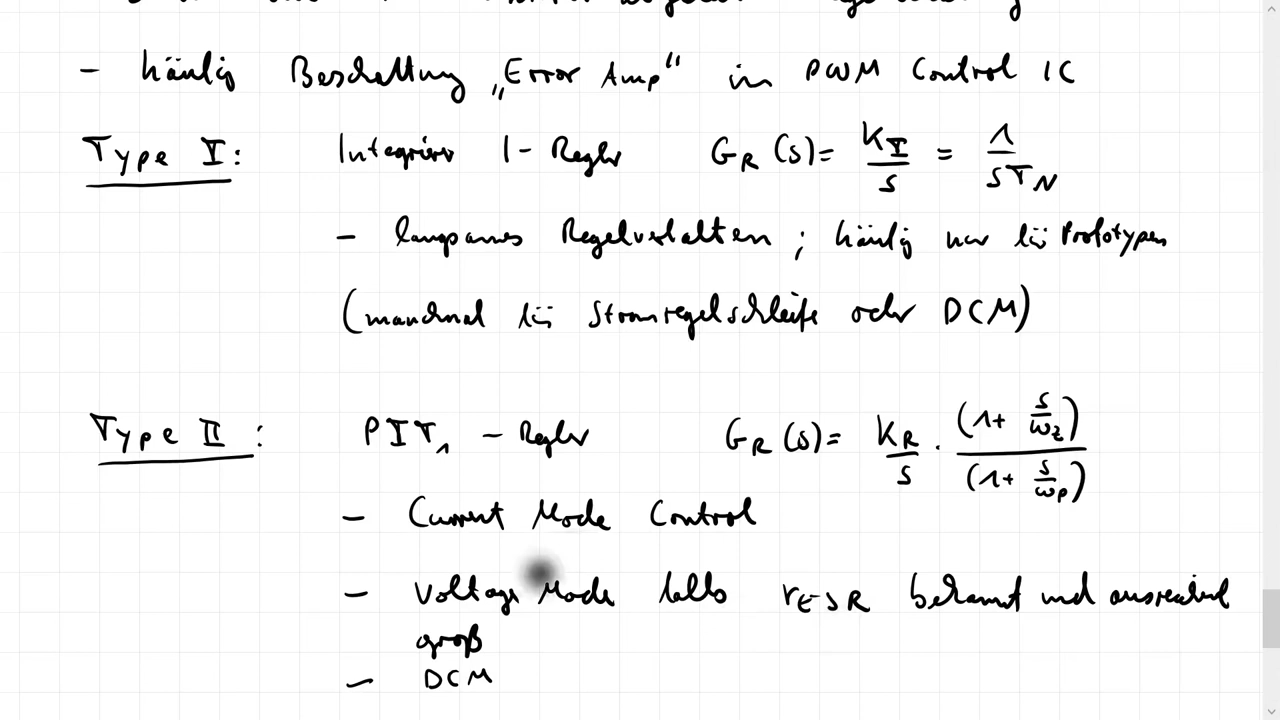 - häufig Beschaltung „Error Amp“ in PWM Control IC
Type I: Integrierer I-Regler G_R(s) = K_I/s = 1/(sT_N)
- langsames Regelverhalten ; häufig nur für Prototypen
(manchmal für Stromregelschleife oder DCM)
Type II : PIT_1 - Regler G_R(s) = K_R/s · (1+ s/ω_z)/(1+ s/ω_p)
- Current Mode Control
- Voltage Mode falls r_ESR bekannt und ausreichend
groß
- DCM